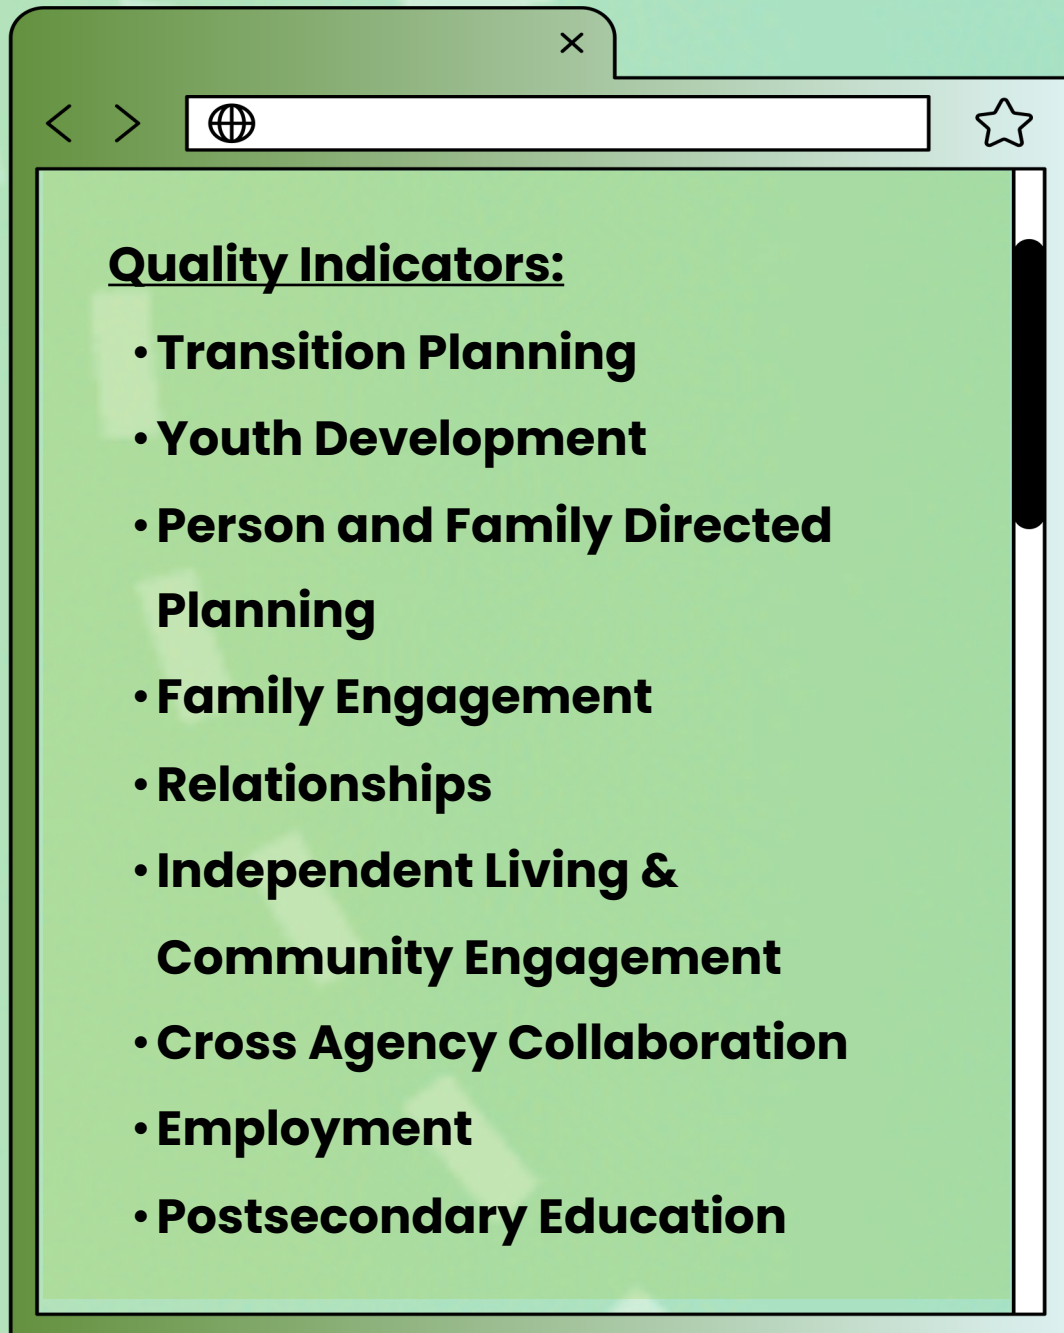 Quality Indicators:
• Transition Planning
• Youth Development
• Person and Family Directed
Planning
• Family Engagement
• Relationships
• Independent Living &
Community Engagement
• Cross Agency Collaboration
• Employment
• Postsecondary Education